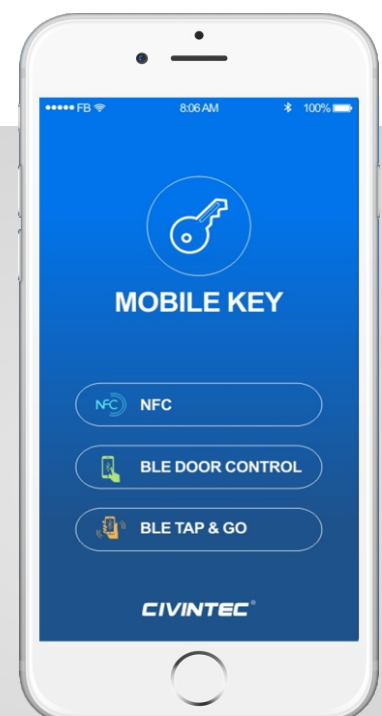 ●●●●● FB 8:06 AM 100%
MOBILE KEY
NFC NFC
BLE DOOR CONTROL
BLE TAP & GO
CIVINTEC®